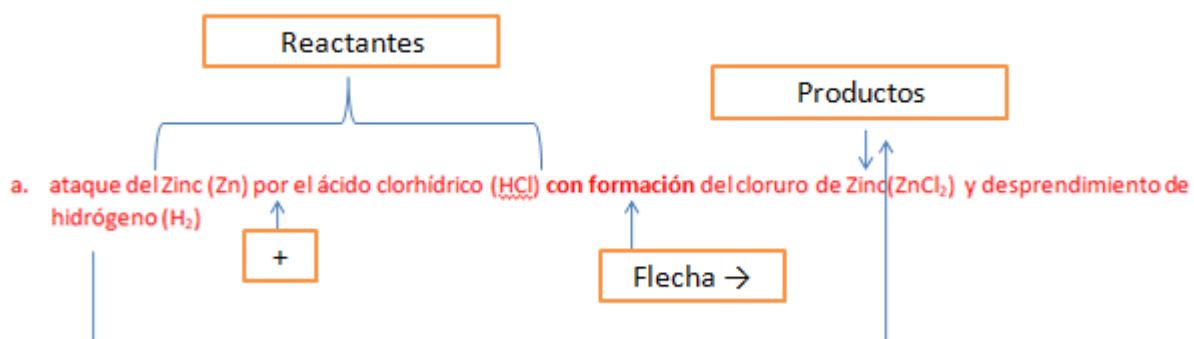 Reactantes
Productos
a. ataque del Zinc (Zn) por el ácido clorhídrico (HCl) con formación del cloruro de Zinc(ZnCl₂) y desprendimiento de
hidrógeno (H₂)
+
Flecha →